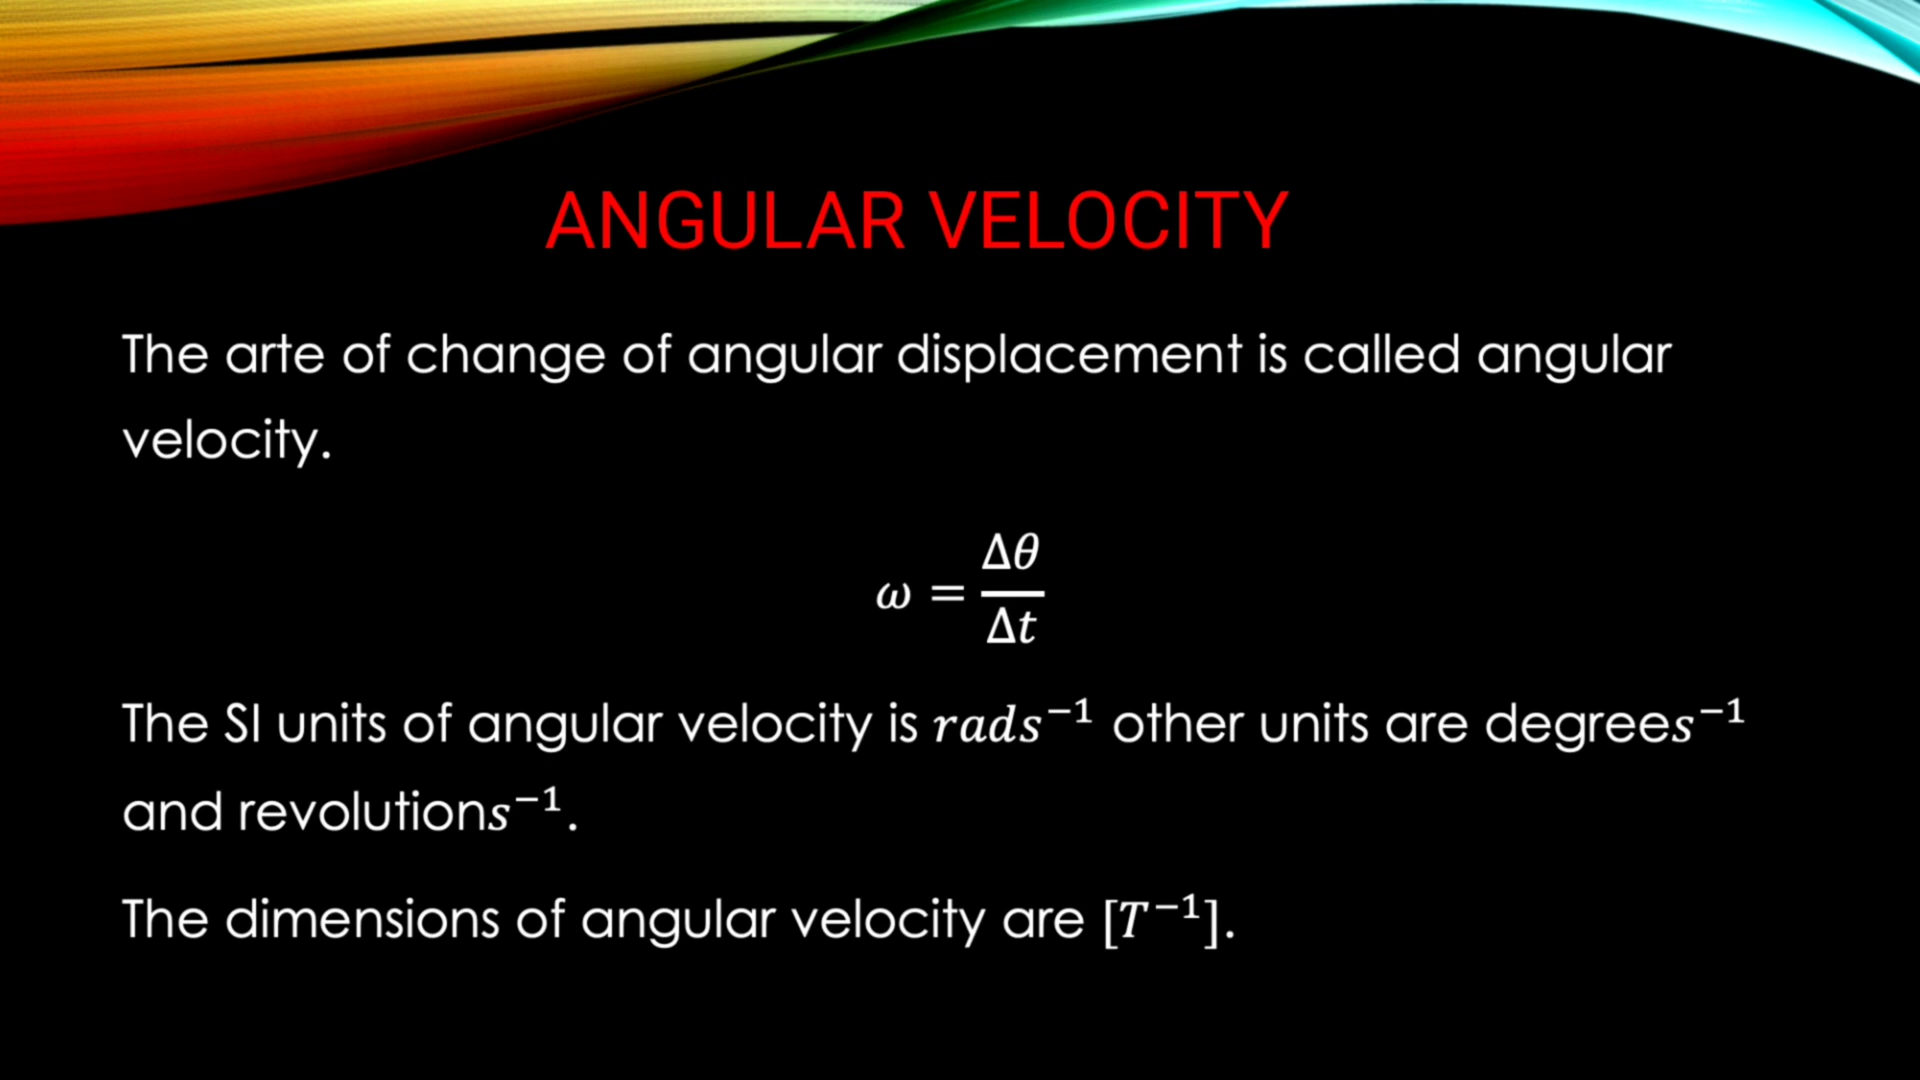 ANGULAR VELOCITY
The arte of change of angular displacement is called angular
velocity.
ω = Δθ/Δt
The SI units of angular velocity is rads⁻¹ other units are degrees⁻¹
and revolutions⁻¹.
The dimensions of angular velocity are [T⁻¹].